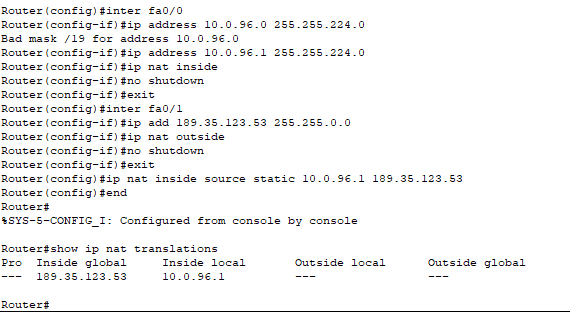 Router(config)#inter fa0/0
Router(config-if)#ip address 10.0.96.0 255.255.224.0
Bad mask /19 for address 10.0.96.0
Router(config-if)#ip address 10.0.96.1 255.255.224.0
Router(config-if)#ip nat inside
Router(config-if)#no shutdown
Router(config-if)#exit
Router(config)#inter fa0/1
Router(config-if)#ip add 189.35.123.53 255.255.0.0
Router(config-if)#ip nat outside
Router(config-if)#no shutdown
Router(config-if)#exit
Router(config)#ip nat inside source static 10.0.96.1 189.35.123.53
Router(config)#end
Router#
%SYS-5-CONFIG_I: Configured from console by console
Router#show ip nat translations
Pro  Inside global     Inside local       Outside local      Outside global
---  189.35.123.53     10.0.96.1          ---                ---
Router#